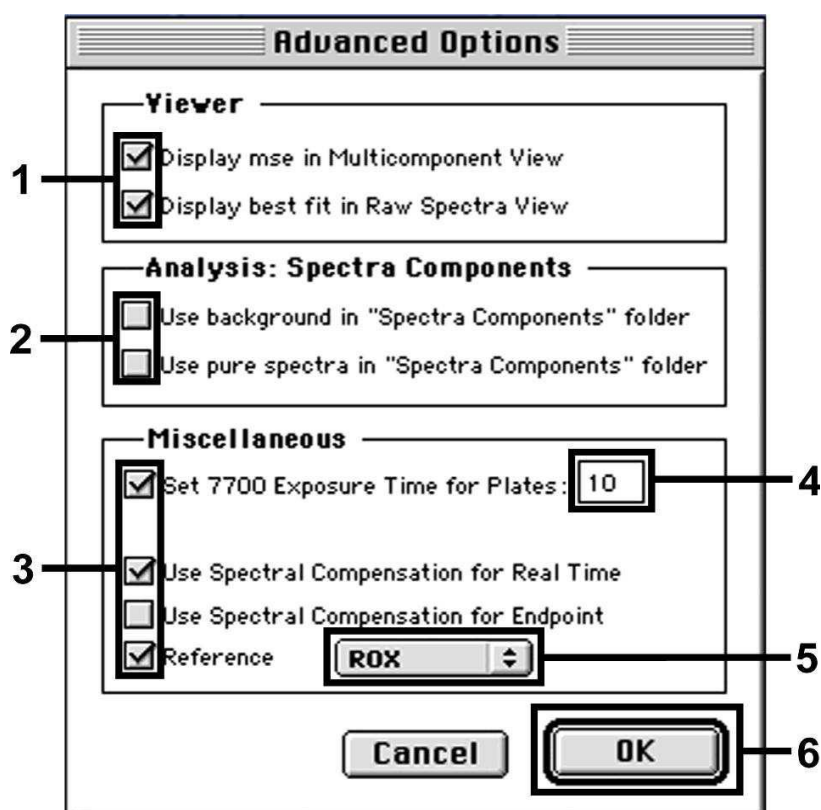 Advanced Options
Viewer
1
Display mse in Multicomponent View
Display best fit in Raw Spectra View
Analysis: Spectra Components
2
Use background in "Spectra Components" folder
Use pure spectra in "Spectra Components" folder
Miscellaneous
Set 7700 Exposure Time for Plates: 10 4
3 Use Spectral Compensation for Real Time
Use Spectral Compensation for Endpoint
Reference ROX 5
Cancel OK 6